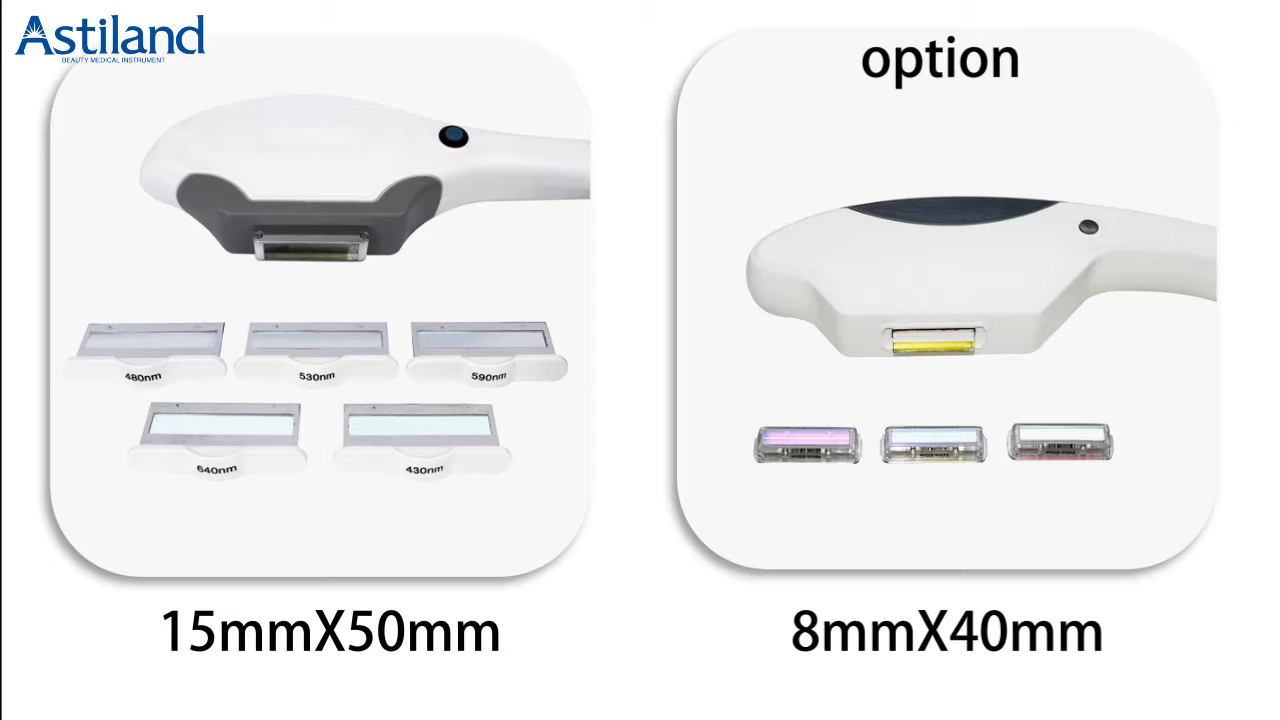 Astiland
BEAUTY MEDICAL INSTRUMENT
option
480nm
530nm
590nm
640nm
430nm
15mmX50mm
8mmX40mm